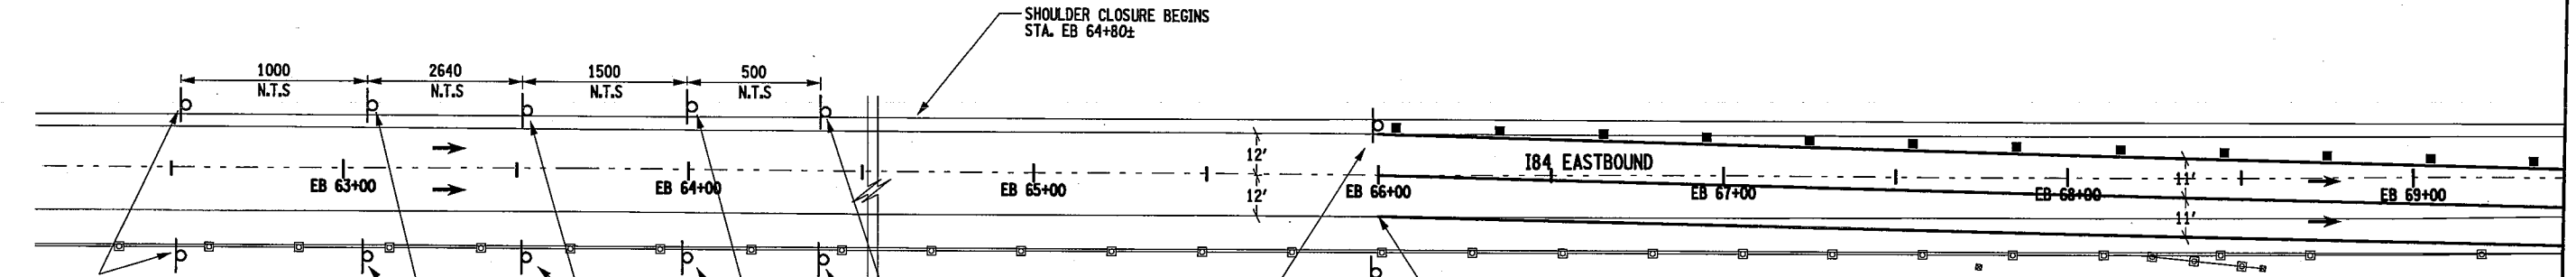 SHOULDER CLOSURE BEGINS
STA. EB 64+80±
1000
N.T.S
2640
N.T.S
1500
N.T.S
500
N.T.S
12'
12'
I84 EASTBOUND
11'
11'
EB 63+00
EB 64+00
EB 65+00
EB 66+00
EB 67+00
EB 68+00
EB 69+00